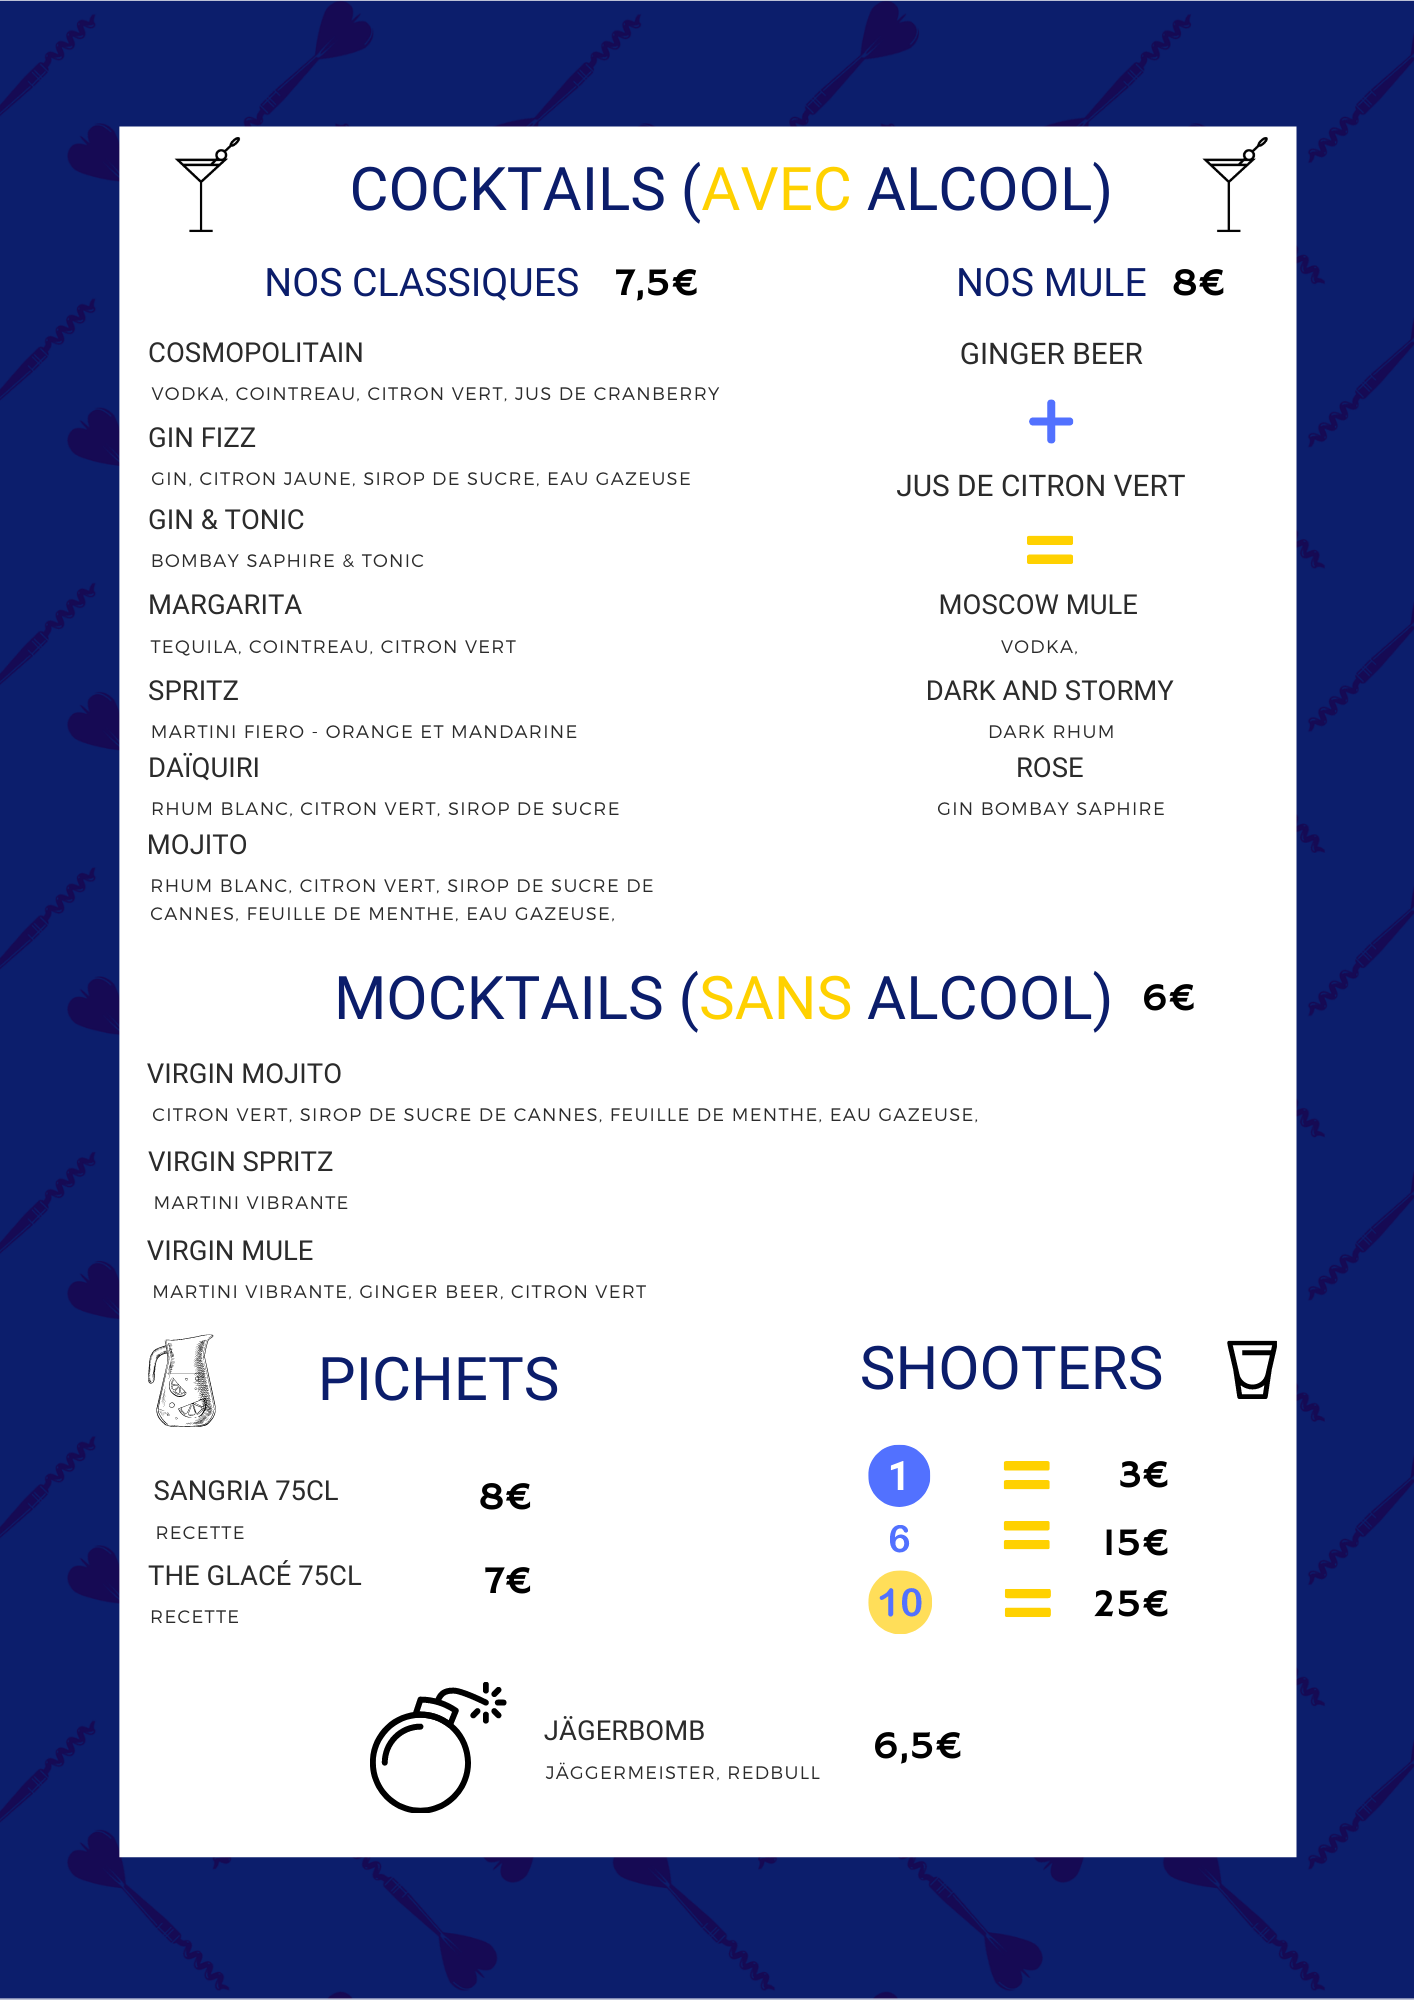 COCKTAILS (AVEC ALCOOL)
NOS CLASSIQUES 7,5€
COSMOPOLITAIN
VODKA, COINTREAU, CITRON VERT, JUS DE CRANBERRY
GIN FIZZ
GIN, CITRON JAUNE, SIROP DE SUCRE, EAU GAZEUSE
GIN & TONIC
BOMBAY SAPHIRE & TONIC
MARGARITA
TEQUILA, COINTREAU, CITRON VERT
SPRITZ
MARTINI FIERO - ORANGE ET MANDARINE
DAÏQUIRI
RHUM BLANC, CITRON VERT, SIROP DE SUCRE
MOJITO
RHUM BLANC, CITRON VERT, SIROP DE SUCRE DE
CANNES, FEUILLE DE MENTHE, EAU GAZEUSE,
NOS MULE 8€
GINGER BEER
+
JUS DE CITRON VERT
=
MOSCOW MULE
VODKA,
DARK AND STORMY
DARK RHUM
ROSE
GIN BOMBAY SAPHIRE
MOCKTAILS (SANS ALCOOL) 6€
VIRGIN MOJITO
CITRON VERT, SIROP DE SUCRE DE CANNES, FEUILLE DE MENTHE, EAU GAZEUSE,
VIRGIN SPRITZ
MARTINI VIBRANTE
VIRGIN MULE
MARTINI VIBRANTE, GINGER BEER, CITRON VERT
PICHETS
SANGRIA 75CL 8€
RECETTE
THE GLACÉ 75CL 7€
RECETTE
SHOOTERS
1 = 3€
6 = 15€
10 = 25€
JÄGERBOMB 6,5€
JÄGGERMEISTER, REDBULL